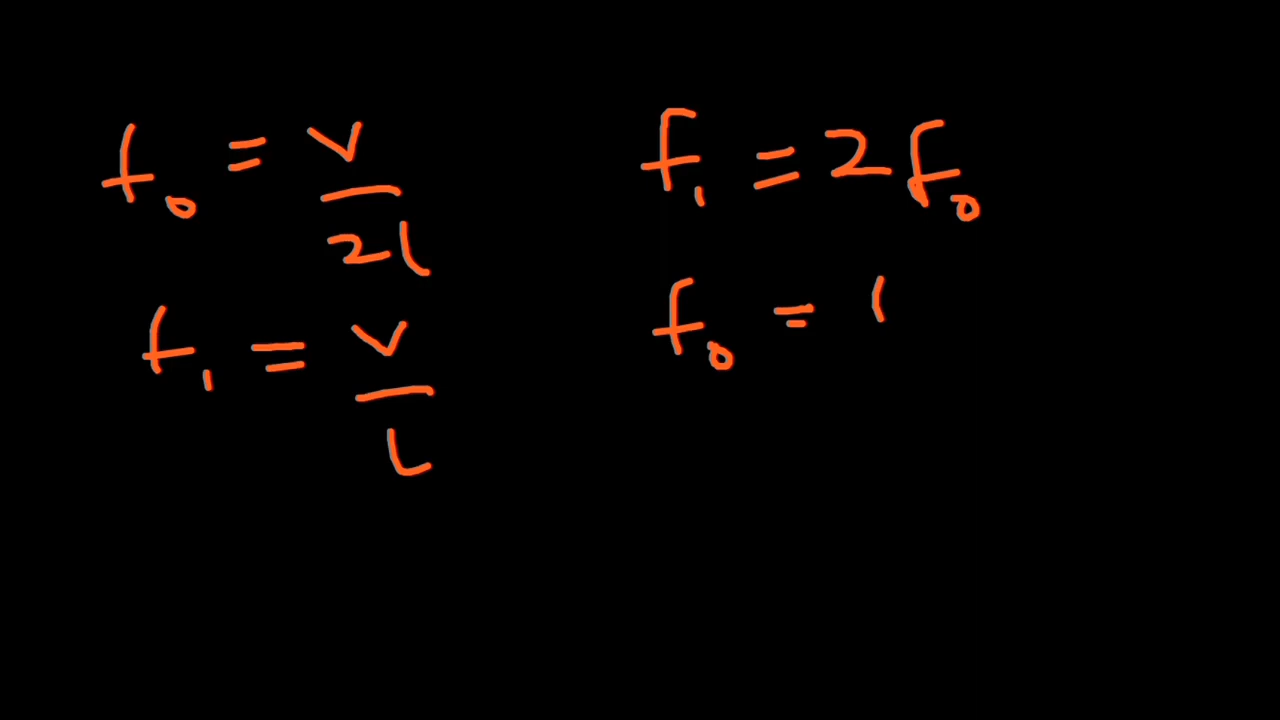 f₀ = v/2l
f₁ = v/l
f₁ = 2f₀
f₀ = 1